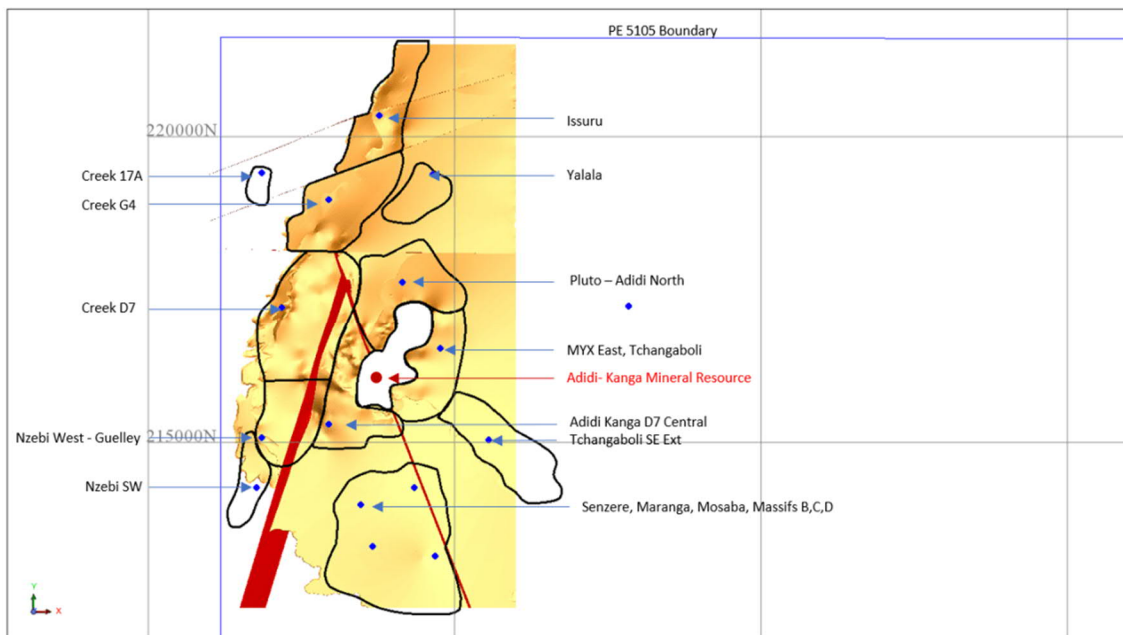 PE 5105 Boundary
Issuru
220000N
Creek 17A
Yalala
Creek G4
Pluto – Adidi North
Creek D7
MYX East, Tchangaboli
Adidi- Kanga Mineral Resource
Adidi Kanga D7 Central
Nzebi West - Guelley
215000N
Tchangaboli SE Ext
Nzebi SW
Senzere, Maranga, Mosaba, Massifs B,C,D
Y
X